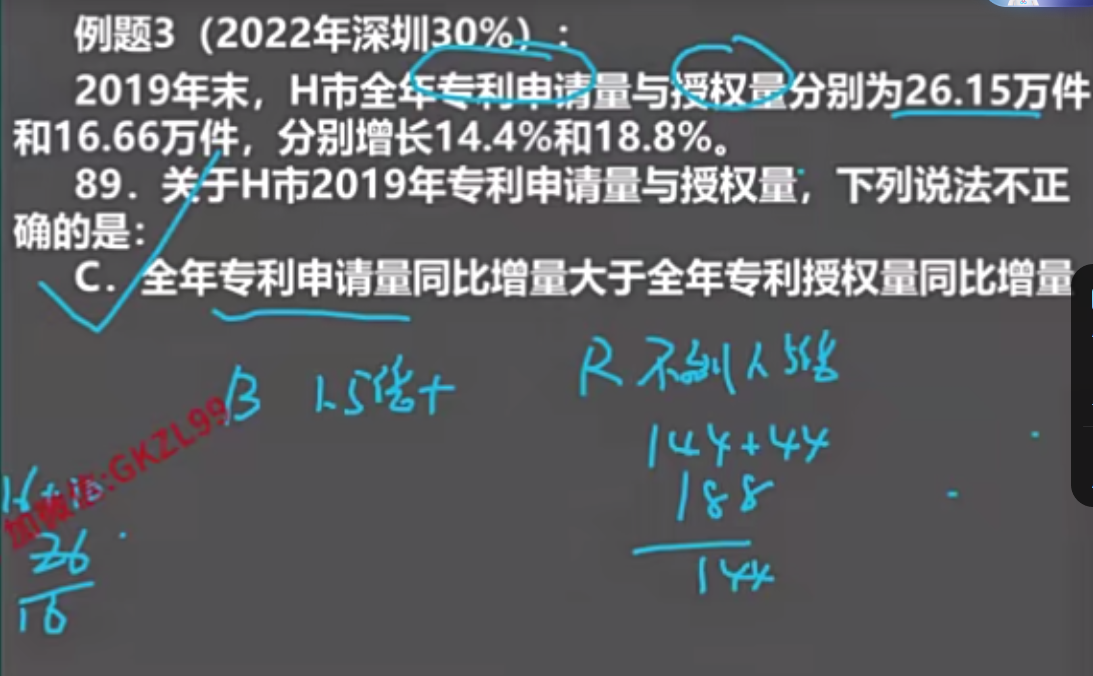 例题3（2022年深圳30%）：
2019年末，H市全年专利申请量与授权量分别为26.15万件
和16.66万件，分别增长14.4%和18.8%。
89．关于H市2019年专利申请量与授权量，下列说法不正
确的是：
C．全年专利申请量同比增量大于全年专利授权量同比增量
B 1.5倍+
R 不到1.5倍
144+44
188
144
加微信:GKZL99
26
16